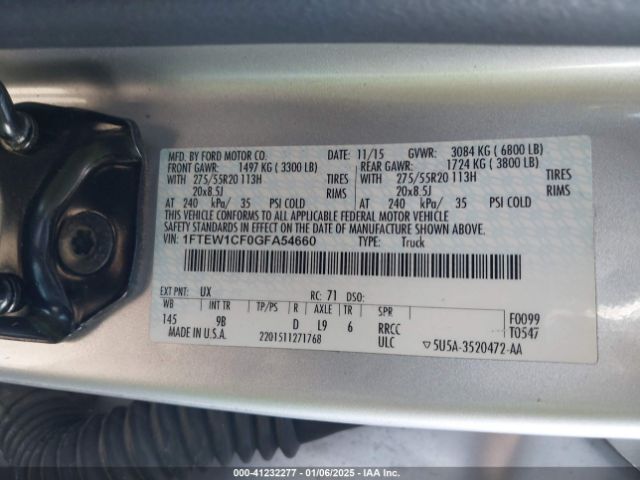 MFD. BY FORD MOTOR CO. DATE: 11/15 GVWR: 3084 KG ( 6800 LB)
FRONT GAWR: 1497 KG ( 3300 LB) REAR GAWR: 1724 KG ( 3800 LB)
WITH 275/55R20 113H TIRES WITH 275/55R20 113H TIRES
20x8.5J RIMS 20x8.5J RIMS
AT 240 kPa/ 35 PSI COLD AT 240 kPa/ 35 PSI COLD
THIS VEHICLE CONFORMS TO ALL APPLICABLE FEDERAL MOTOR VEHICLE
SAFETY STANDARDS IN EFFECT ON THE DATE OF MANUFACTURE SHOWN ABOVE.
VIN: 1FTEW1CF0GFA54660 TYPE: Truck
EXT PNT: UX RC: 71 DSO:
WB INT TR TP/PS R AXLE TR SPR F0099
145 9B D L9 6 RRCC T0547
MADE IN U.S.A. 2201511271768 ULC ▽5U5A-3520472-AA
000-41232277 - 01/06/2025 - IAA Inc.